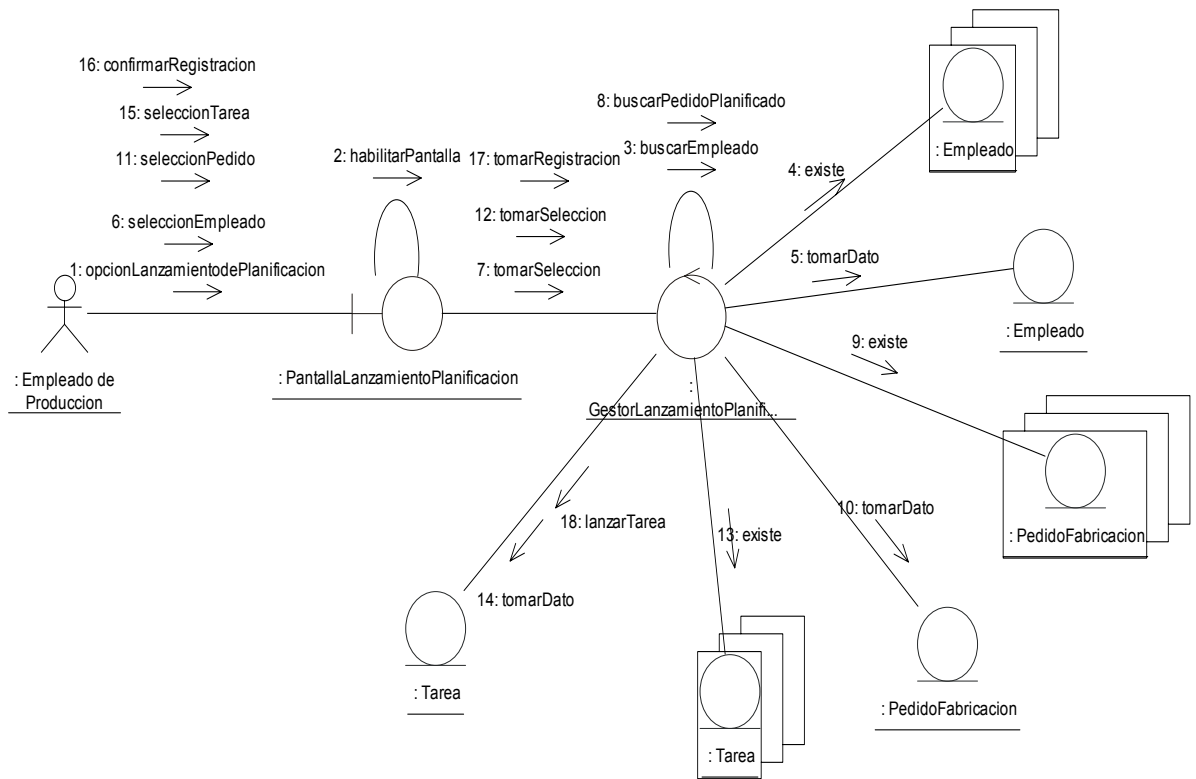 16: confirmarRegistracion
15: seleccionTarea
11: seleccionPedido
6: seleccionEmpleado
1: opcionLanzamientodePlanificacion
2: habilitarPantalla
17: tomarRegistracion
12: tomarSeleccion
7: tomarSeleccion
8: buscarPedidoPlanificado
3: buscarEmpleado
4: existe
: Empleado
5: tomarDato
: Empleado
9: existe
: PedidoFabricacion
: Empleado de
Produccion
: PantallaLanzamientoPlanificacion
:
GestorLanzamientoPlanifi...
18: lanzarTarea
13: existe
10: tomarDato
14: tomarDato
: Tarea
: Tarea
: PedidoFabricacion